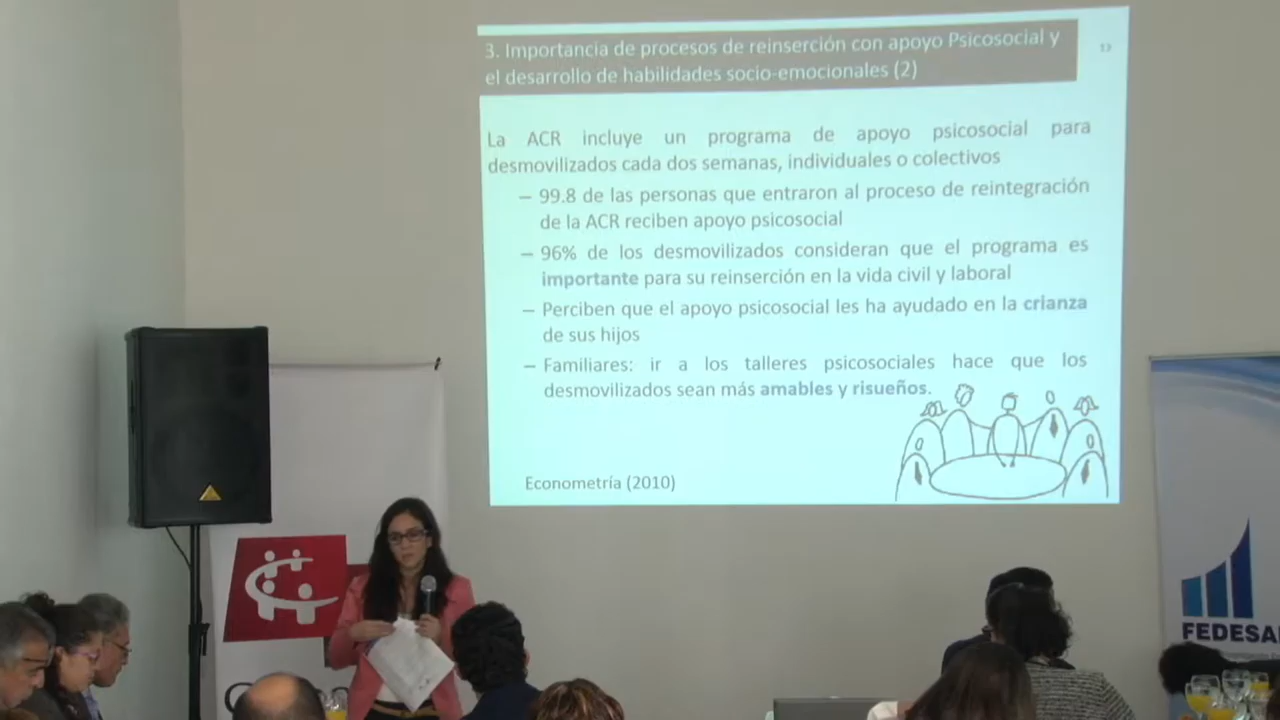 3. Importancia de procesos de reinserción con apoyo Psicosocial y
el desarrollo de habilidades socio-emocionales (2)
13
La ACR incluye un programa de apoyo psicosocial para
desmovilizados cada dos semanas, individuales o colectivos
– 99.8 de las personas que entraron al proceso de reintegración
de la ACR reciben apoyo psicosocial
– 96% de los desmovilizados consideran que el programa es
importante para su reinserción en la vida civil y laboral
– Perciben que el apoyo psicosocial les ha ayudado en la crianza
de sus hijos
– Familiares: ir a los talleres psicosociales hace que los
desmovilizados sean más amables y risueños.
Econometría (2010)
FEDESA